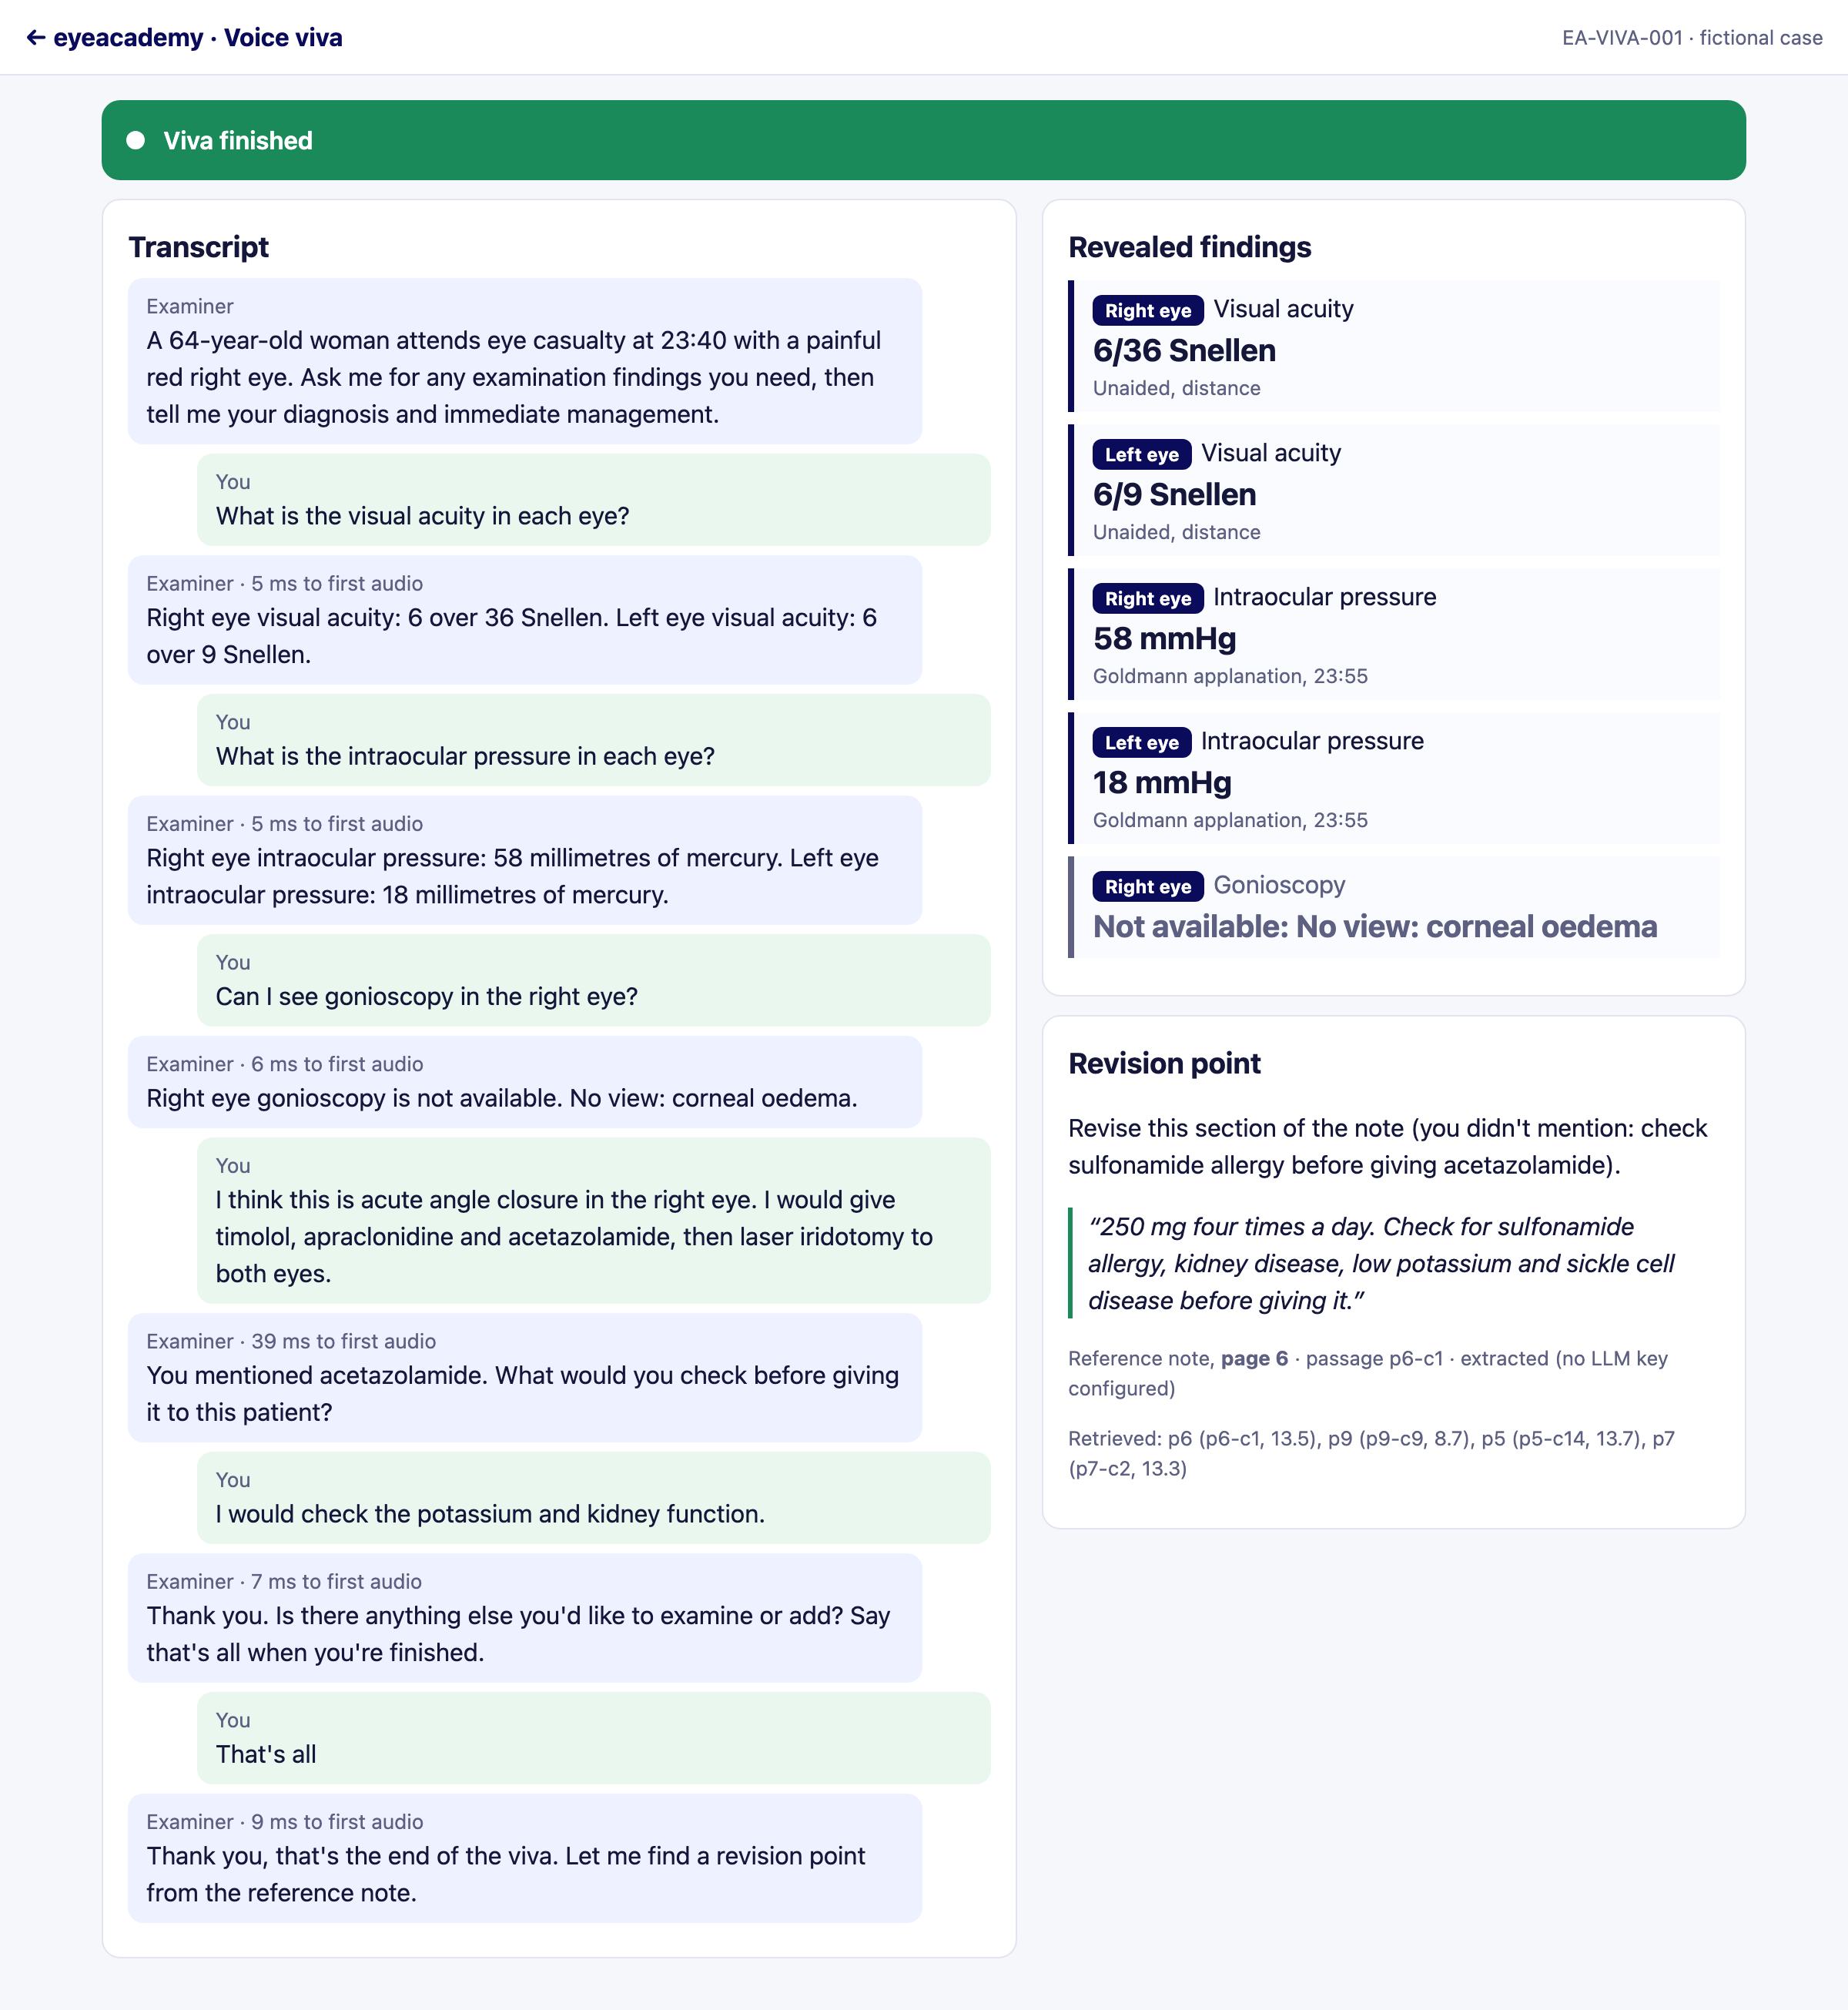 ← eyeacademy · Voice viva
EA-VIVA-001 · fictional case
Viva finished
Transcript
Examiner
A 64-year-old woman attends eye casualty at 23:40 with a painful
red right eye. Ask me for any examination findings you need, then
tell me your diagnosis and immediate management.
You
What is the visual acuity in each eye?
Examiner · 5 ms to first audio
Right eye visual acuity: 6 over 36 Snellen. Left eye visual acuity: 6
over 9 Snellen.
You
What is the intraocular pressure in each eye?
Examiner · 5 ms to first audio
Right eye intraocular pressure: 58 millimetres of mercury. Left eye
intraocular pressure: 18 millimetres of mercury.
You
Can I see gonioscopy in the right eye?
Examiner · 6 ms to first audio
Right eye gonioscopy is not available. No view: corneal oedema.
You
I think this is acute angle closure in the right eye. I would give
timolol, apraclonidine and acetazolamide, then laser iridotomy to
both eyes.
Examiner · 39 ms to first audio
You mentioned acetazolamide. What would you check before giving
it to this patient?
You
I would check the potassium and kidney function.
Examiner · 7 ms to first audio
Thank you. Is there anything else you'd like to examine or add? Say
that's all when you're finished.
You
That's all
Examiner · 9 ms to first audio
Thank you, that's the end of the viva. Let me find a revision point
from the reference note.
Revealed findings
Right eye Visual acuity
6/36 Snellen
Unaided, distance
Left eye Visual acuity
6/9 Snellen
Unaided, distance
Right eye Intraocular pressure
58 mmHg
Goldmann applanation, 23:55
Left eye Intraocular pressure
18 mmHg
Goldmann applanation, 23:55
Right eye Gonioscopy
Not available: No view: corneal oedema
Revision point
Revise this section of the note (you didn't mention: check
sulfonamide allergy before giving acetazolamide).
“250 mg four times a day. Check for sulfonamide
allergy, kidney disease, low potassium and sickle cell
disease before giving it.”
Reference note, page 6 · passage p6-c1 · extracted (no LLM key
configured)
Retrieved: p6 (p6-c1, 13.5), p9 (p9-c9, 8.7), p5 (p5-c14, 13.7), p7
(p7-c2, 13.3)